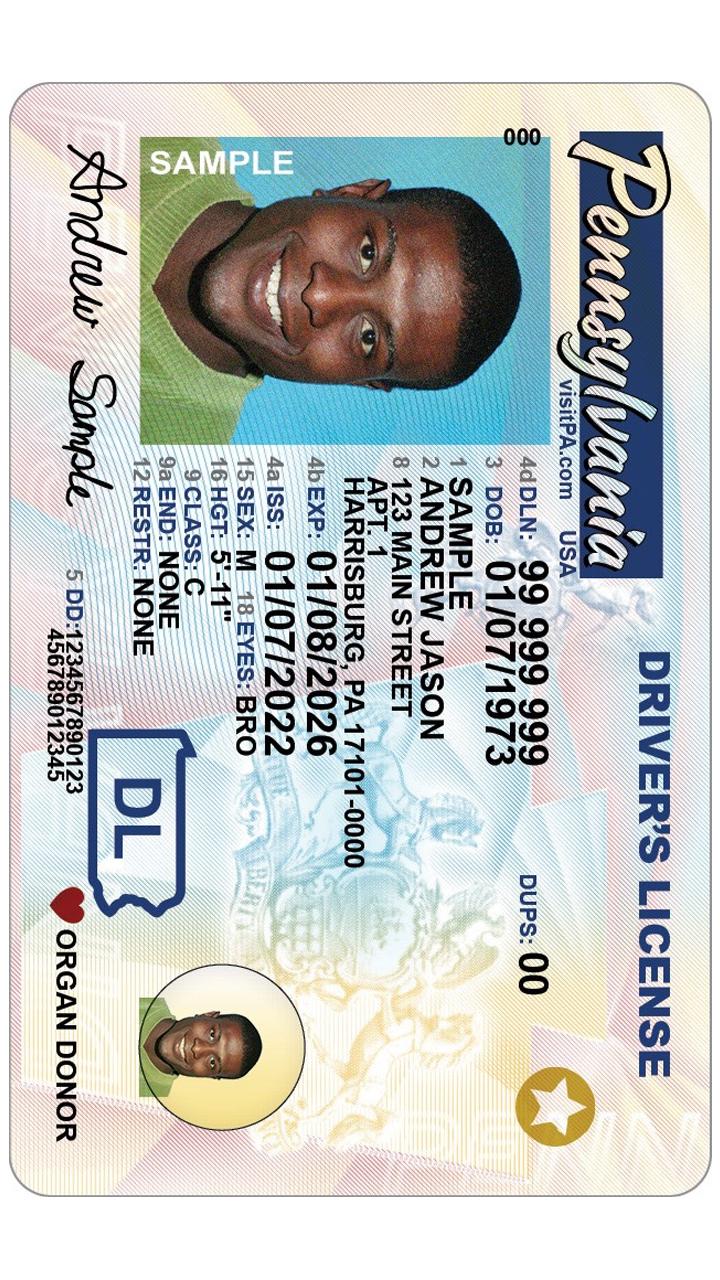 Pennsylvania
DRIVER'S LICENSE
visitPA.com USA
000
4d DLN: 99 999 999
DUPS: 00
3 DOB: 01/07/1973
1 SAMPLE
2 ANDREW JASON
8 123 MAIN STREET
APT. 1
HARRISBURG, PA 17101-0000
4b EXP: 01/08/2026
4a ISS: 01/07/2022
15 SEX: M 18 EYES: BRO
16 HGT: 5'-11"
9 CLASS: C
9a END: NONE
12 RESTR: NONE
SAMPLE
Andrew Sample
DL
5 DD: 1234567890123
456789012345
ORGAN DONOR